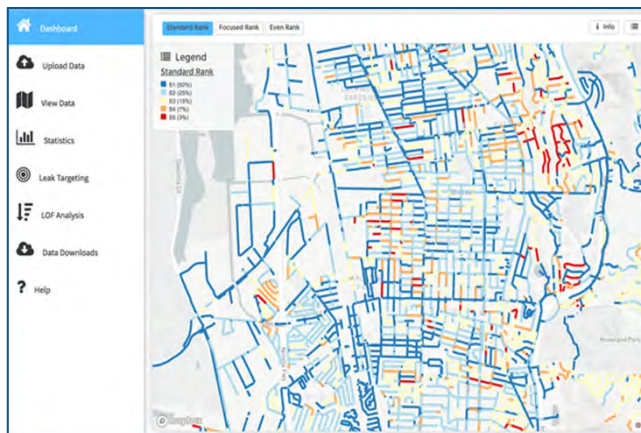 Dashboard
Upload Data
View Data
Statistics
Leak Targeting
LOF Analysis
Data Downloads
Help
Standard Rank
Focused Rank
Even Rank
Info
Legend
Standard Rank
S1 (50%)
S2 (25%)
S3 (15%)
S4 (7%)
S5 (3%)
mapbox